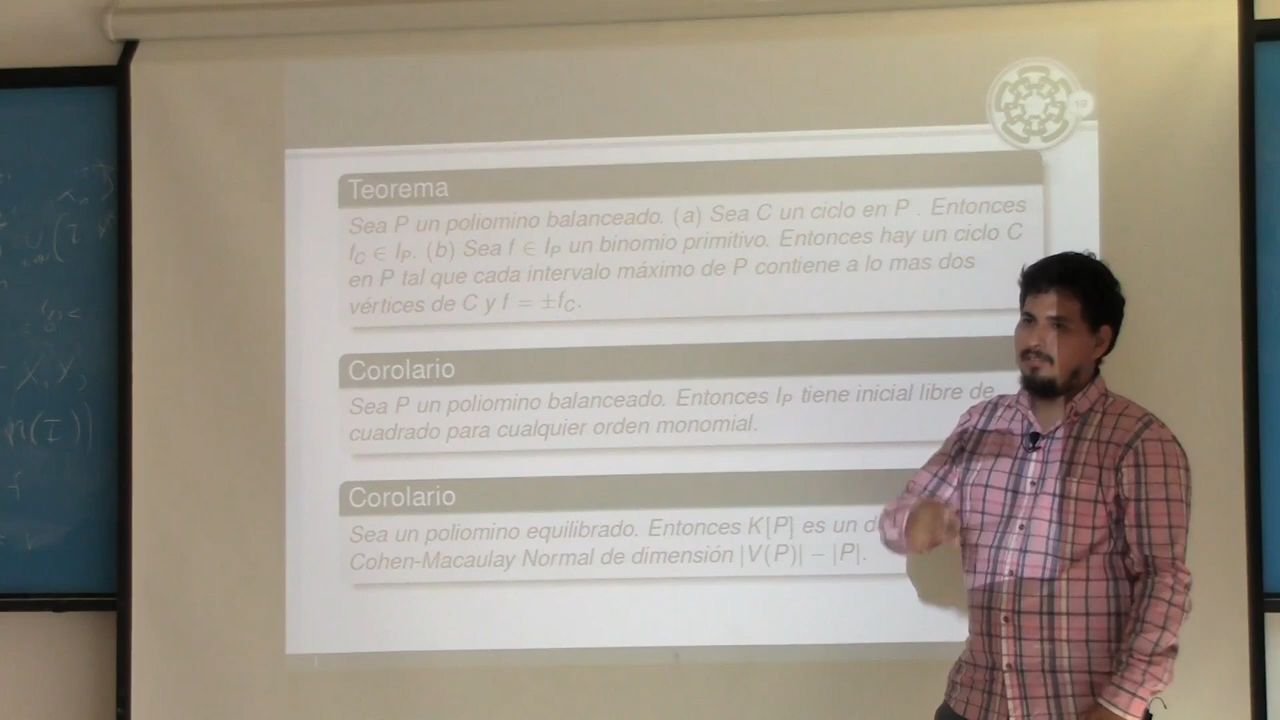 19
Teorema
Sea P un poliomino balanceado. (a) Sea C un ciclo en P . Entonces
f_C ∈ I_P. (b) Sea f ∈ I_P un binomio primitivo. Entonces hay un ciclo C
en P tal que cada intervalo máximo de P contiene a lo mas dos
vértices de C y f = ±f_C.
Corolario
Sea P un poliomino balanceado. Entonces I_P tiene inicial libre de
cuadrado para cualquier orden monomial.
Corolario
Sea un poliomino equilibrado. Entonces K[P] es un
Cohen-Macaulay Normal de dimensión |V(P)| − |P|.